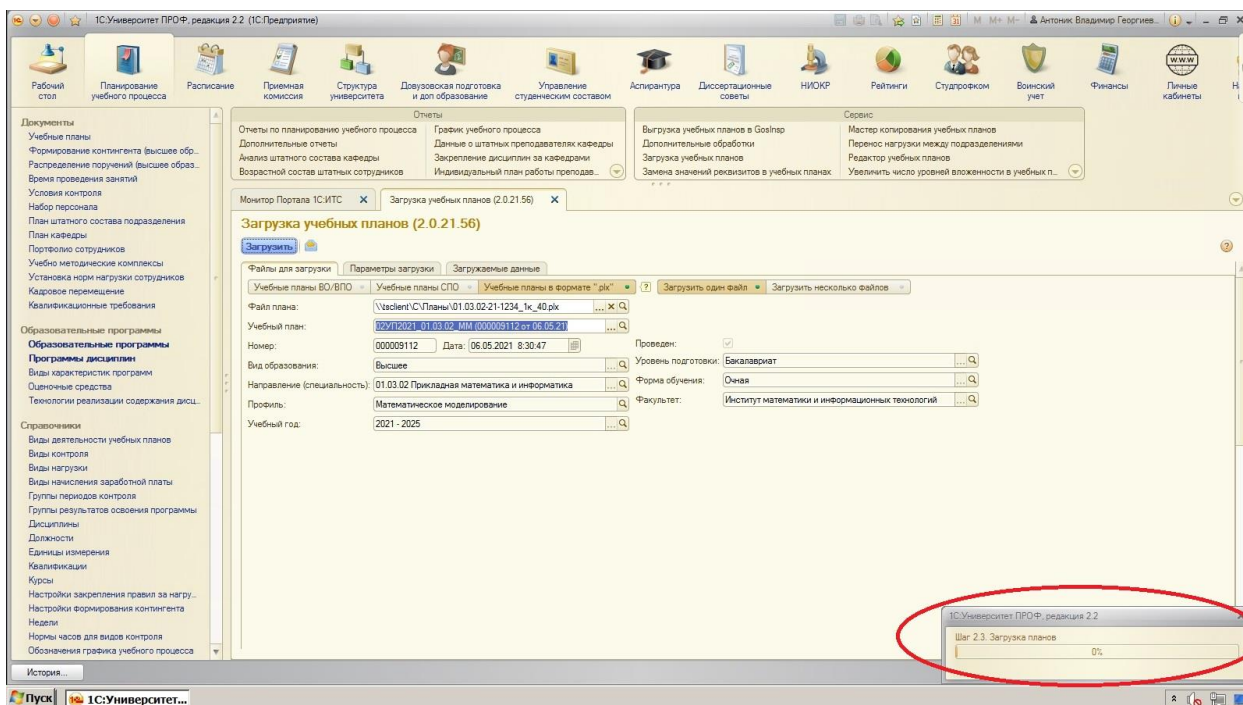 1С:Университет ПРОФ, редакция 2.2 (1С:Предприятие)
M M+ M- Антоник Владимир Георгиев...
Рабочий стол
Планирование учебного процесса
Расписание
Приемная комиссия
Структура университета
Довузовская подготовка и доп образование
Управление студенческим составом
Аспирантура
Диссертационные советы
НИОКР
Рейтинги
Студпрофком
Воинский учет
Финансы
www
Личные кабинеты
Документы
Учебные планы
Формирование контингента (высшее обр...
Распределение поручений (высшее образ...
Время проведения занятий
Условия контроля
Набор персонала
План штатного состава подразделения
План кафедры
Портфолио сотрудников
Учебно методические комплексы
Установка норм нагрузки сотрудников
Кадровое перемещение
Квалификационные требования
Образовательные программы
Образовательные программы
Программы дисциплин
Виды характеристик программ
Оценочные средства
Технологии реализации содержания дисц...
Справочники
Виды деятельности учебных планов
Виды контроля
Виды нагрузки
Виды начисления заработной платы
Группы периодов контроля
Группы результатов освоения программы
Дисциплины
Должности
Единицы измерения
Квалификации
Курсы
Настройки закрепления правил за нагру...
Настройки формирования контингента
Недели
Нормы часов для видов контроля
Обозначения графика учебного процесса
Отчеты
Отчеты по планированию учебного процесса
График учебного процесса
Дополнительные отчеты
Данные о штатных преподавателях кафедры
Анализ штатного состава кафедры
Закрепление дисциплин за кафедрами
Возрастной состав штатных сотрудников
Индивидуальный план работы преподав...
Сервис
Выгрузка учебных планов в GosInsp
Мастер копирования учебных планов
Дополнительные обработки
Перенос нагрузки между подразделениями
Загрузка учебных планов
Редактор учебных планов
Замена значений реквизитов в учебных планах
Увеличить число уровней вложенности в учебных п...
Монитор Портала 1С:ИТС
Загрузка учебных планов (2.0.21.56)
Загрузка учебных планов (2.0.21.56)
Загрузить
Файлы для загрузки
Параметры загрузки
Загружаемые данные
Учебные планы ВО/ВПО
Учебные планы СПО
Учебные планы в формате ".plx"
?
Загрузить один файл
Загрузить несколько файлов
Файл плана: \\tsclient\C\Планы\01.03.02-21-1234_1к_40.plx
Учебный план: 02УП2021_01.03.02_ММ (000009112 от 06.05.21)
Номер: 000009112 Дата: 06.05.2021 8:30:47 Проведен:
Вид образования: Высшее Уровень подготовки: Бакалавриат
Направление (специальность): 01.03.02 Прикладная математика и информатика Форма обучения: Очная
Профиль: Математическое моделирование Факультет: Институт математики и информационных технологий
Учебный год: 2021 - 2025
1С:Университет ПРОФ, редакция 2.2
Шаг 2.3. Загрузка планов
0%
История...
Пуск
1С:Университет...